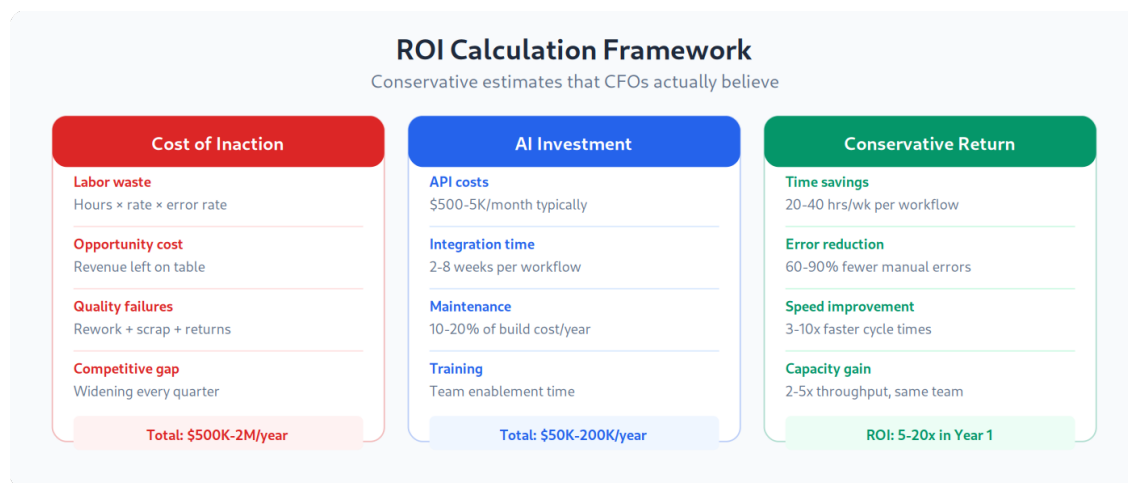 ROI Calculation Framework
Conservative estimates that CFOs actually believe
Cost of Inaction
Labor waste
Hours × rate × error rate
Opportunity cost
Revenue left on table
Quality failures
Rework + scrap + returns
Competitive gap
Widening every quarter
Total: $500K-2M/year
AI Investment
API costs
$500-5K/month typically
Integration time
2-8 weeks per workflow
Maintenance
10-20% of build cost/year
Training
Team enablement time
Total: $50K-200K/year
Conservative Return
Time savings
20-40 hrs/wk per workflow
Error reduction
60-90% fewer manual errors
Speed improvement
3-10x faster cycle times
Capacity gain
2-5x throughput, same team
ROI: 5-20x in Year 1